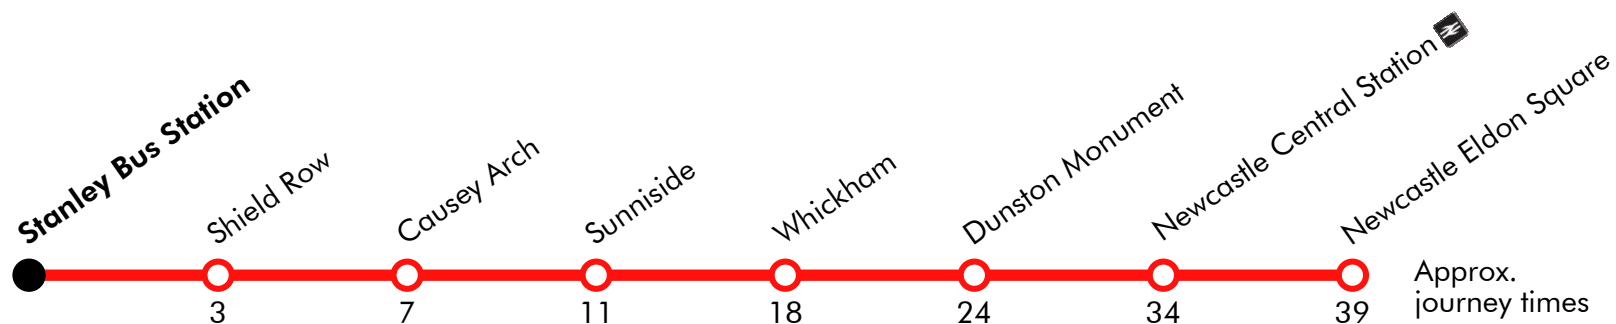 Stanley Bus Station
Shield Row
Causey Arch
Sunniside
Whickham
Dunston Monument
Newcastle Central Station
Newcastle Eldon Square
3
7
11
18
24
34
39
Approx.
journey times